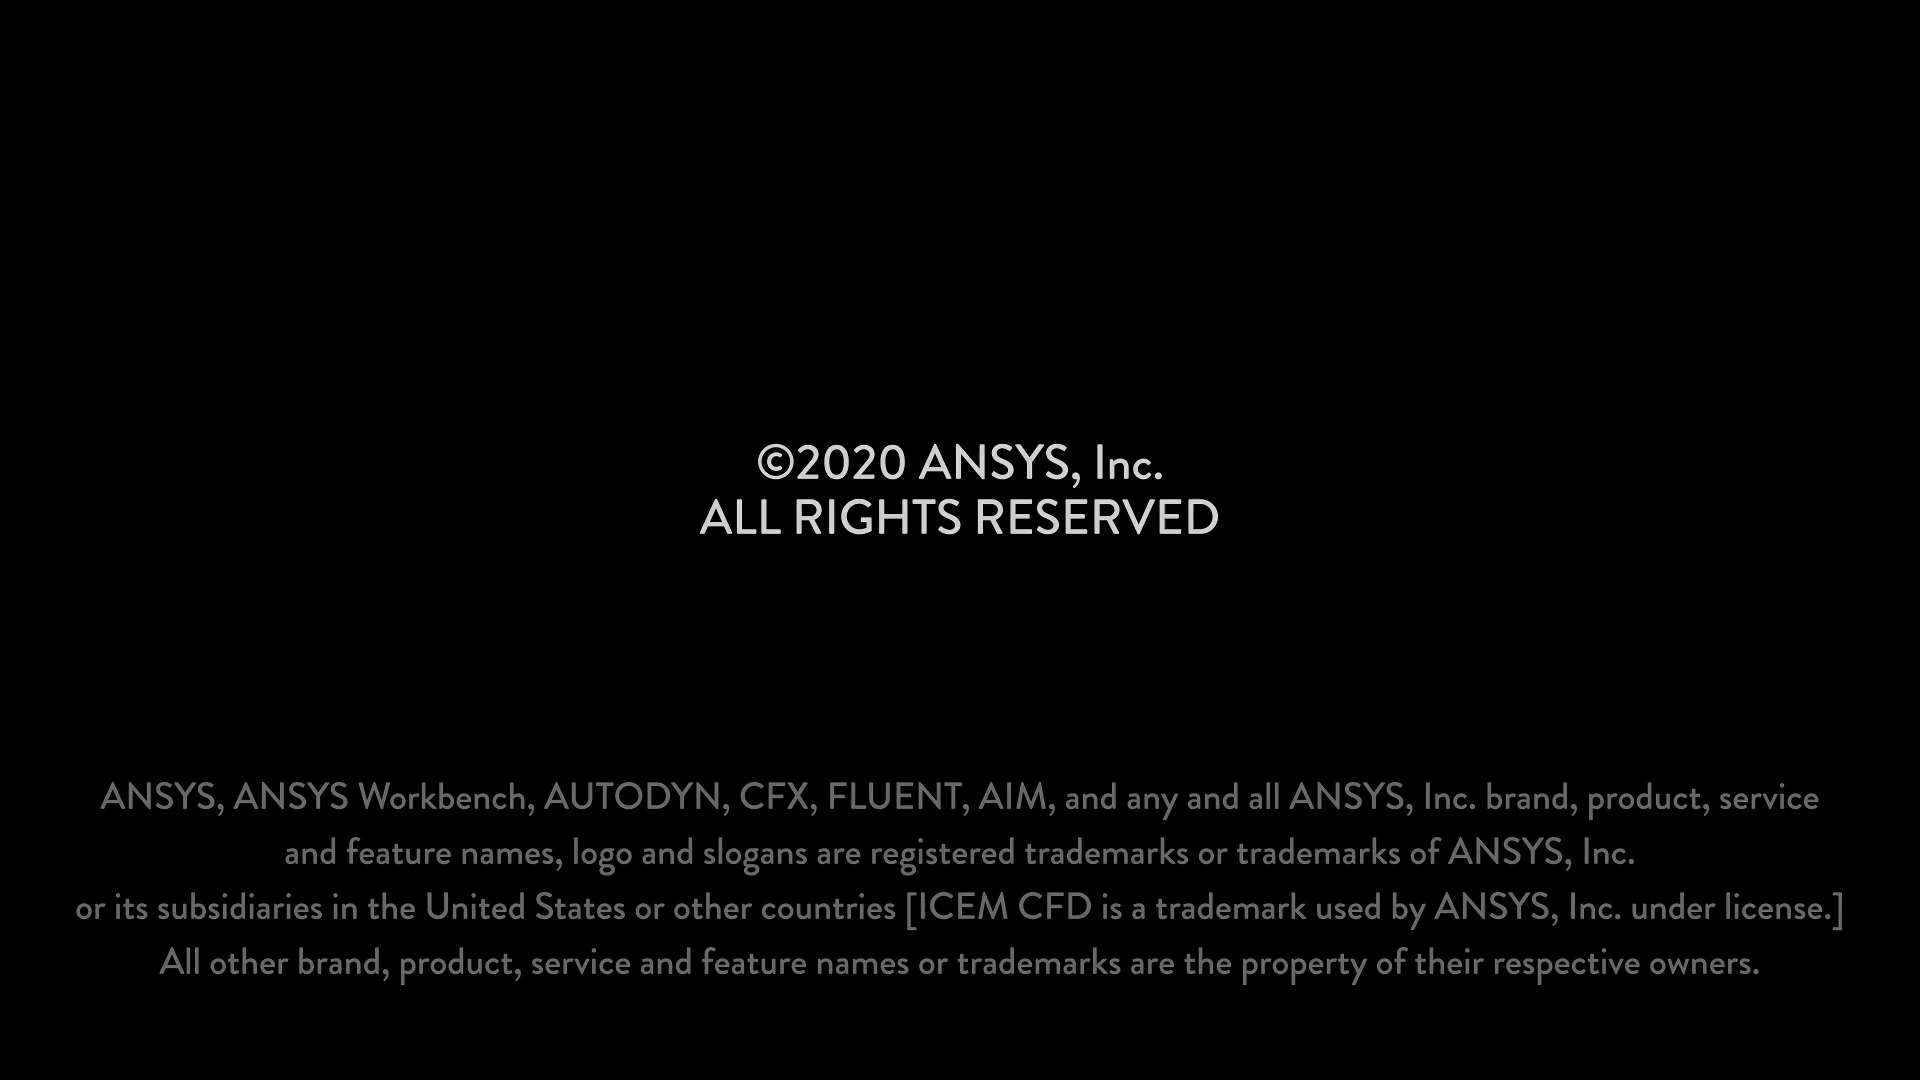 ©2020 ANSYS, Inc.
ALL RIGHTS RESERVED
ANSYS, ANSYS Workbench, AUTODYN, CFX, FLUENT, AIM, and any and all ANSYS, Inc. brand, product, service
and feature names, logo and slogans are registered trademarks or trademarks of ANSYS, Inc.
or its subsidiaries in the United States or other countries [ICEM CFD is a trademark used by ANSYS, Inc. under license.]
All other brand, product, service and feature names or trademarks are the property of their respective owners.